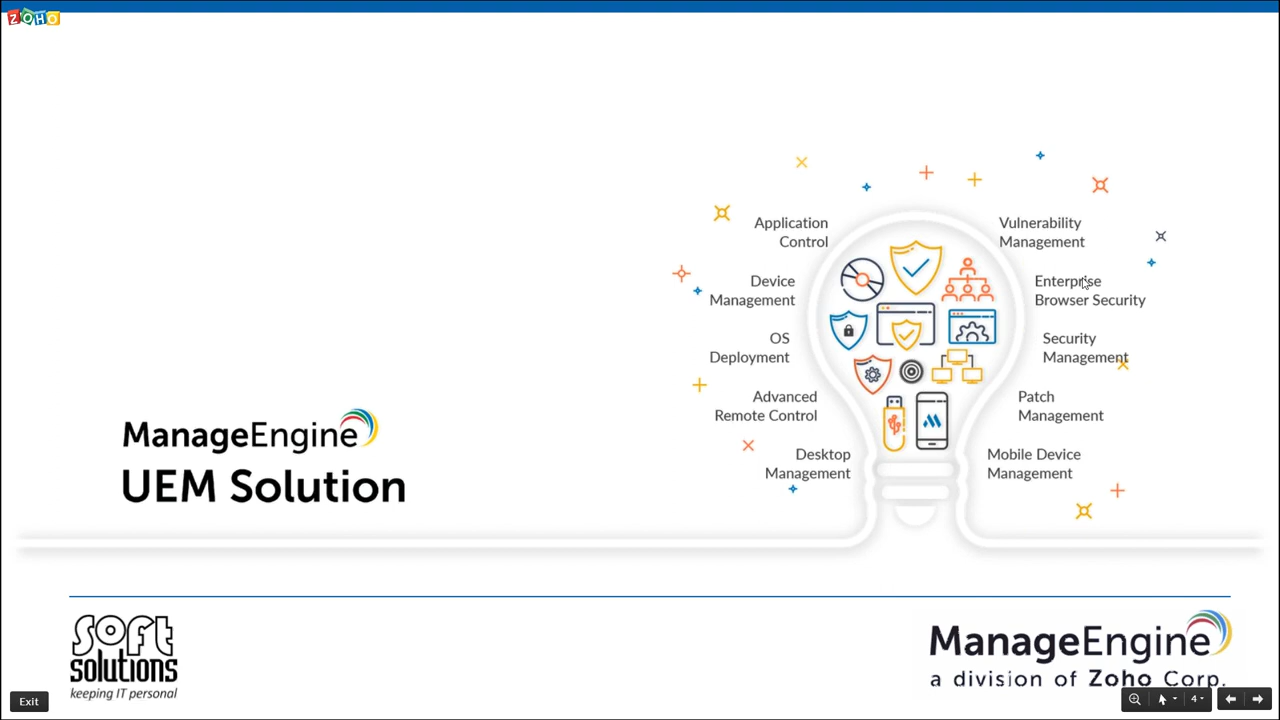 ZOHO
Application
Control
Device
Management
OS
Deployment
Advanced
Remote Control
Desktop
Management
Vulnerability
Management
Enterprise
Browser Security
Security
Management
Patch
Management
Mobile Device
Management
ManageEngine
UEM Solution
soft
solutions
keeping IT personal
ManageEngine
a division of Zoho Corp.
Exit
4